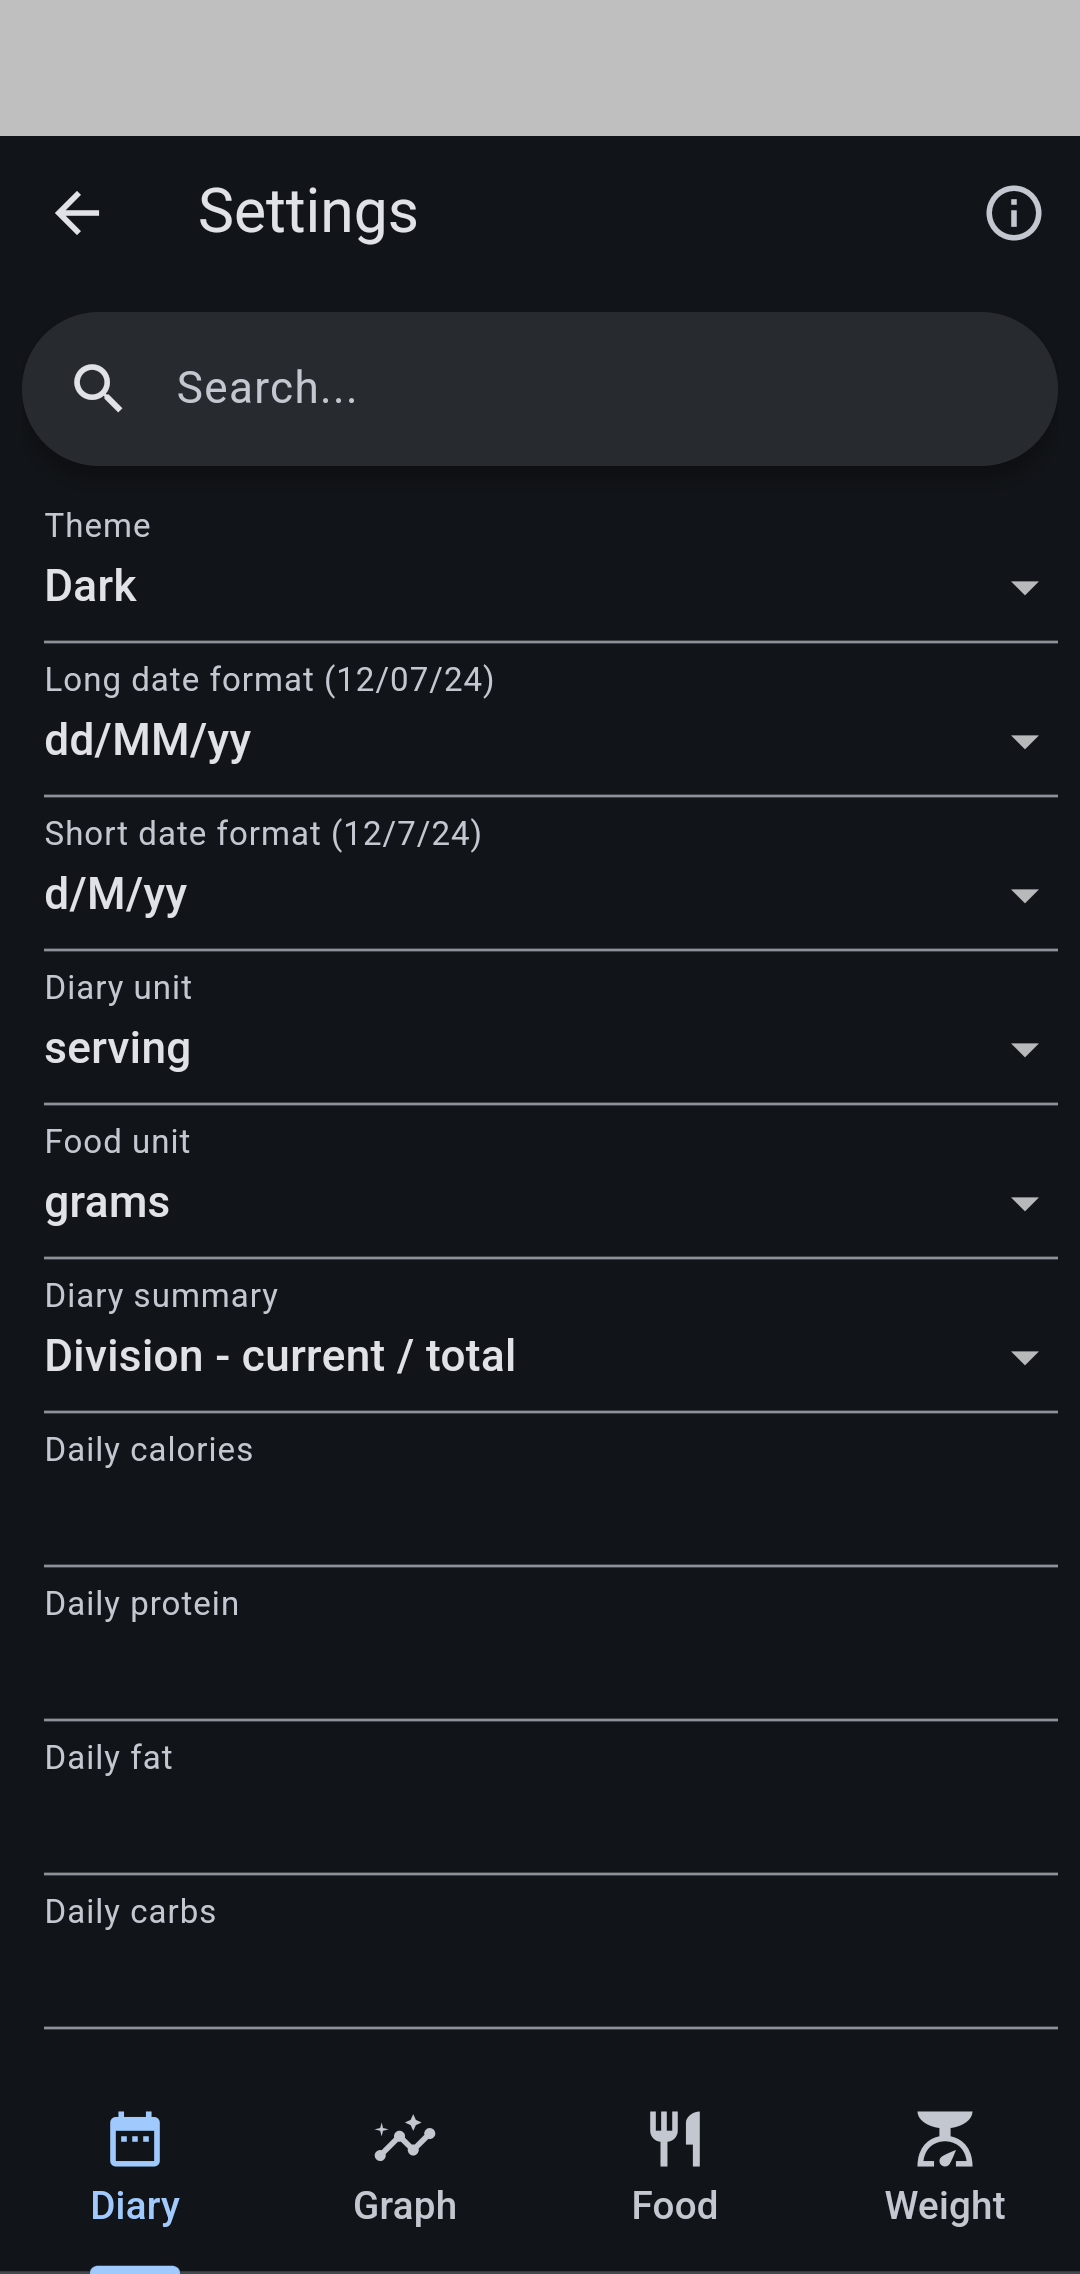 Settings
Search...
Theme
Dark
Long date format (12/07/24)
dd/MM/yy
Short date format (12/7/24)
d/M/yy
Diary unit
serving
Food unit
grams
Diary summary
Division - current / total
Daily calories
Daily protein
Daily fat
Daily carbs
Diary
Graph
Food
Weight